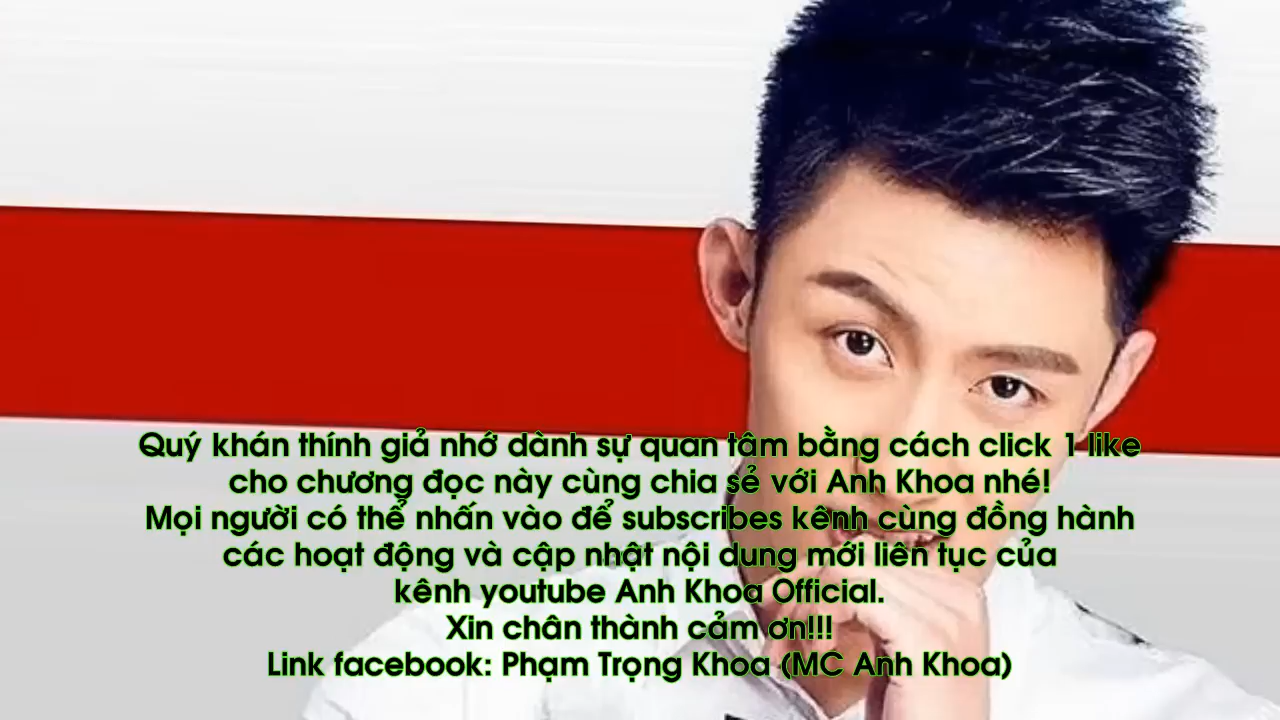 Quý khán thính giả nhớ dành sự quan tâm bằng cách click 1 like
cho chương đọc này cùng chia sẻ với Anh Khoa nhé!
Mọi người có thể nhấn vào để subscribes kênh cùng đồng hành
các hoạt động và cập nhật nội dung mới liên tục của
kênh youtube Anh Khoa Official.
Xin chân thành cảm ơn!!!
Link facebook: Phạm Trọng Khoa (MC Anh Khoa)